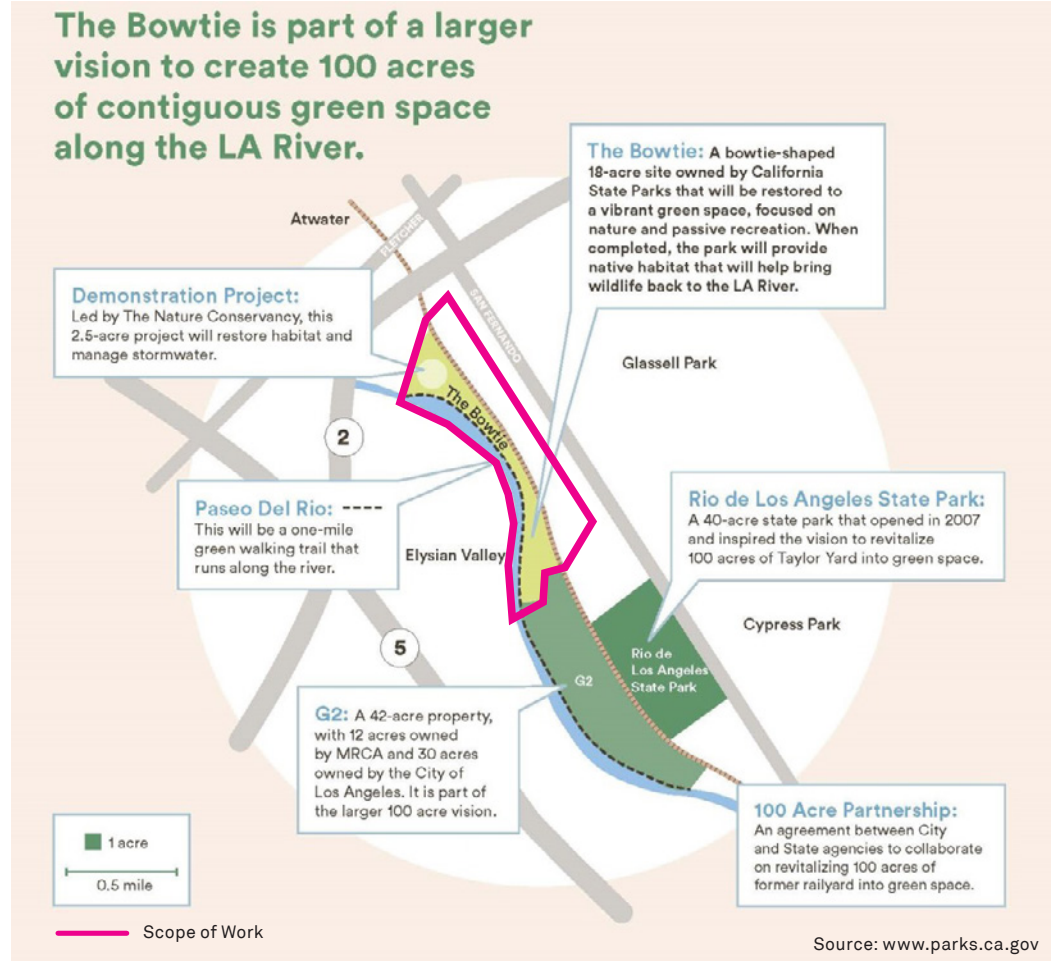 The Bowtie is part of a larger
vision to create 100 acres
of contiguous green space
along the LA River.
The Bowtie: A bowtie-shaped
18-acre site owned by California
State Parks that will be restored to
a vibrant green space, focused on
nature and passive recreation. When
completed, the park will provide
native habitat that will help bring
wildlife back to the LA River.
Atwater
FLETCHER
SAN FERNANDO
Demonstration Project:
Led by The Nature Conservancy, this
2.5-acre project will restore habitat and
manage stormwater.
Glassell Park
The Bowtie
2
Paseo Del Rio: -----
This will be a one-mile
green walking trail that
runs along the river.
Elysian Valley
Rio de Los Angeles State Park:
A 40-acre state park that opened in 2007
and inspired the vision to revitalize
100 acres of Taylor Yard into green space.
Cypress Park
5
Rio de
Los Angeles
State Park
G2
G2: A 42-acre property,
with 12 acres owned
by MRCA and 30 acres
owned by the City of
Los Angeles. It is part of
the larger 100 acre vision.
100 Acre Partnership:
An agreement between City
and State agencies to collaborate
on revitalizing 100 acres of
former railyard into green space.
1 acre
0.5 mile
Scope of Work
Source: www.parks.ca.gov